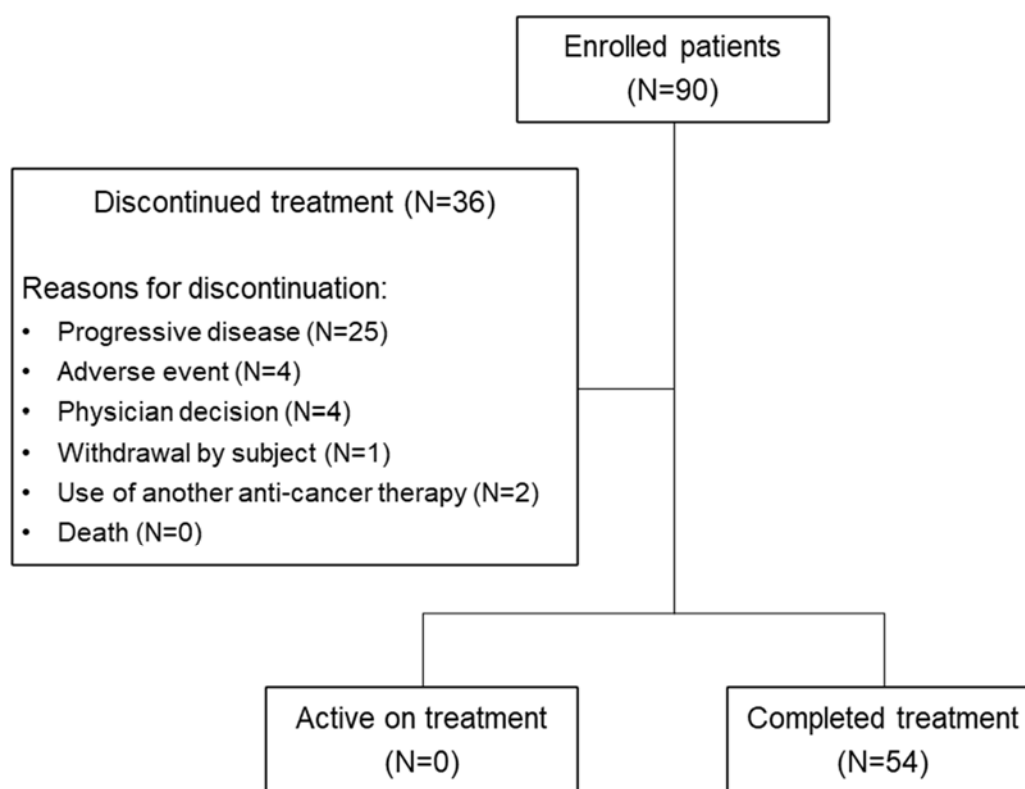 Enrolled patients
(N=90)
Discontinued treatment (N=36)
Reasons for discontinuation:
• Progressive disease (N=25)
• Adverse event (N=4)
• Physician decision (N=4)
• Withdrawal by subject (N=1)
• Use of another anti-cancer therapy (N=2)
• Death (N=0)
Active on treatment
(N=0)
Completed treatment
(N=54)